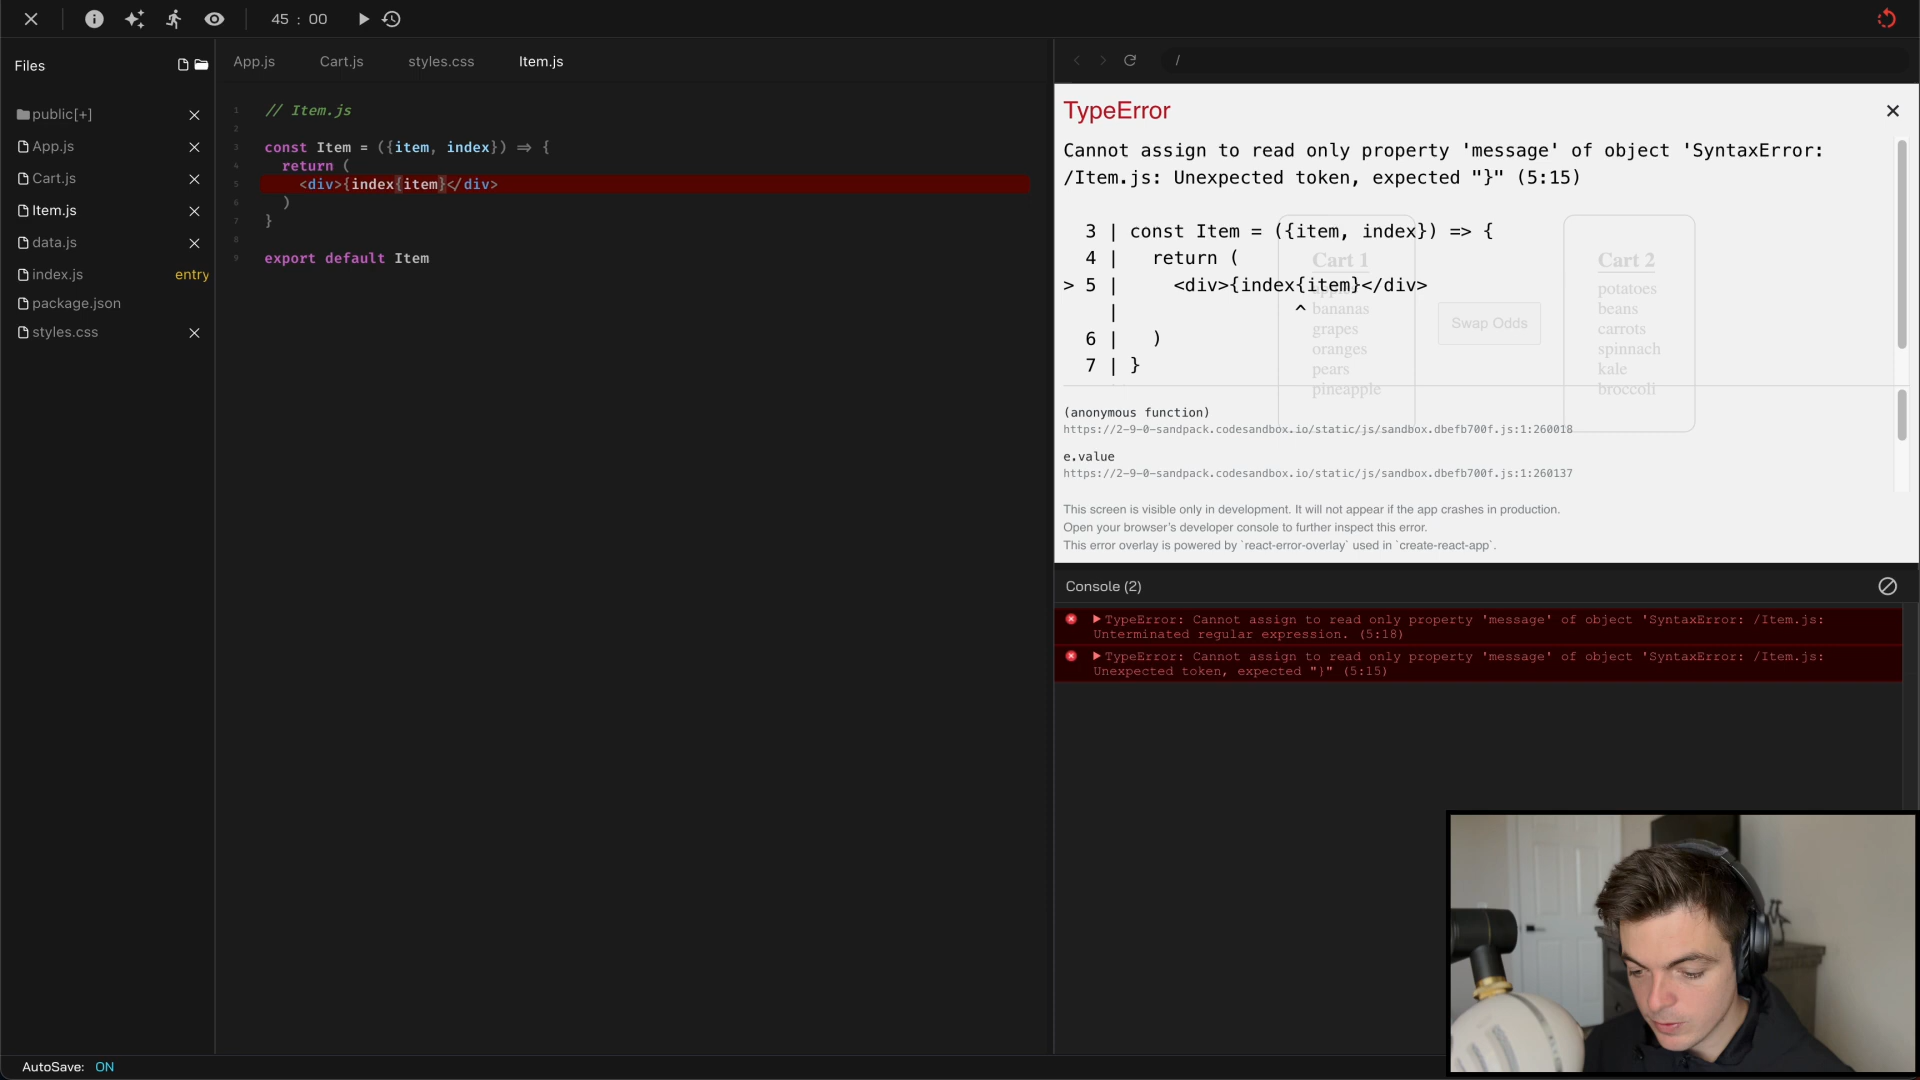 45 : 00
Files
public[+]
App.js
Cart.js
Item.js
data.js
index.js entry
package.json
styles.css
App.js Cart.js styles.css Item.js
1 // Item.js
2
3 const Item = ({item, index}) => {
4 return (
5 <div>{index{item}</div>
6 )
7 }
8
9 export default Item
/
TypeError
Cannot assign to read only property 'message' of object 'SyntaxError:
/Item.js: Unexpected token, expected "}" (5:15)
3 | const Item = ({item, index}) => {
4 | return (
> 5 | <div>{index{item}</div>
| ^
6 | )
7 | }
Cart 1
bananas
grapes
oranges
pears
pineapple
Swap Odds
Cart 2
potatoes
beans
carrots
spinnach
kale
broccoli
(anonymous function)
https://2-9-0-sandpack.codesandbox.io/static/js/sandbox.dbefb700f.js:1:260018
e.value
https://2-9-0-sandpack.codesandbox.io/static/js/sandbox.dbefb700f.js:1:260137
This screen is visible only in development. It will not appear if the app crashes in production.
Open your browser's developer console to further inspect this error.
This error overlay is powered by `react-error-overlay` used in `create-react-app`.
Console (2)
TypeError: Cannot assign to read only property 'message' of object 'SyntaxError: /Item.js:
Unterminated regular expression. (5:18)
TypeError: Cannot assign to read only property 'message' of object 'SyntaxError: /Item.js:
Unexpected token, expected "}" (5:15)
AutoSave: ON